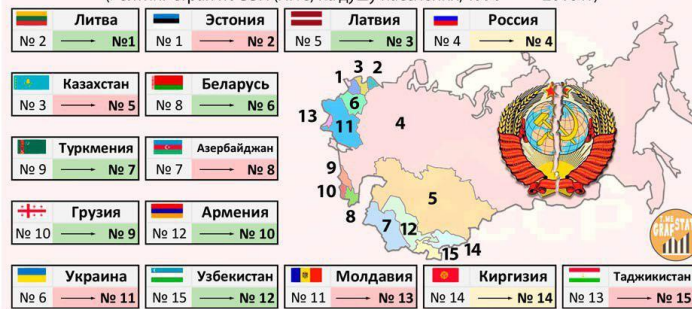 Литва
№ 2 → №1
Эстония
№ 1 → № 2
Латвия
№ 5 → № 3
Россия
№ 4 → № 4
Казахстан
№ 3 → № 5
Беларусь
№ 8 → № 6
Туркмения
№ 9 → № 7
Азербайджан
№ 7 → № 8
Грузия
№ 10 → № 9
Армения
№ 12 → № 10
Украина
№ 6 → № 11
Узбекистан
№ 15 → № 12
Молдавия
№ 11 → № 13
Киргизия
№ 14 → № 14
Таджикистан
№ 13 → № 15
3 2
1
6
13
11
4
9
10
8
5
7
12
14
15
T.ME
GRAFSTAT